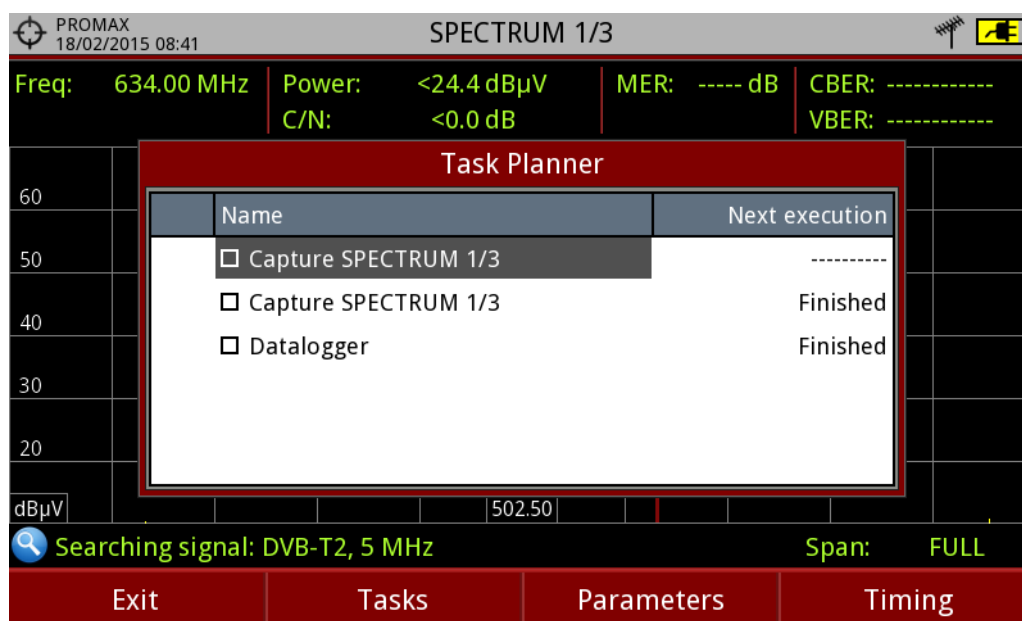 PROMAX
18/02/2015 08:41
SPECTRUM 1/3
Freq: 634.00 MHz Power: <24.4 dBµV MER: ----- dB CBER: ------------
C/N: <0.0 dB VBER: ------------
Task Planner
Name Next execution
Capture SPECTRUM 1/3 ----------
Capture SPECTRUM 1/3 Finished
Datalogger Finished
60
50
40
30
20
dBµV 502.50
Searching signal: DVB-T2, 5 MHz Span: FULL
Exit Tasks Parameters Timing